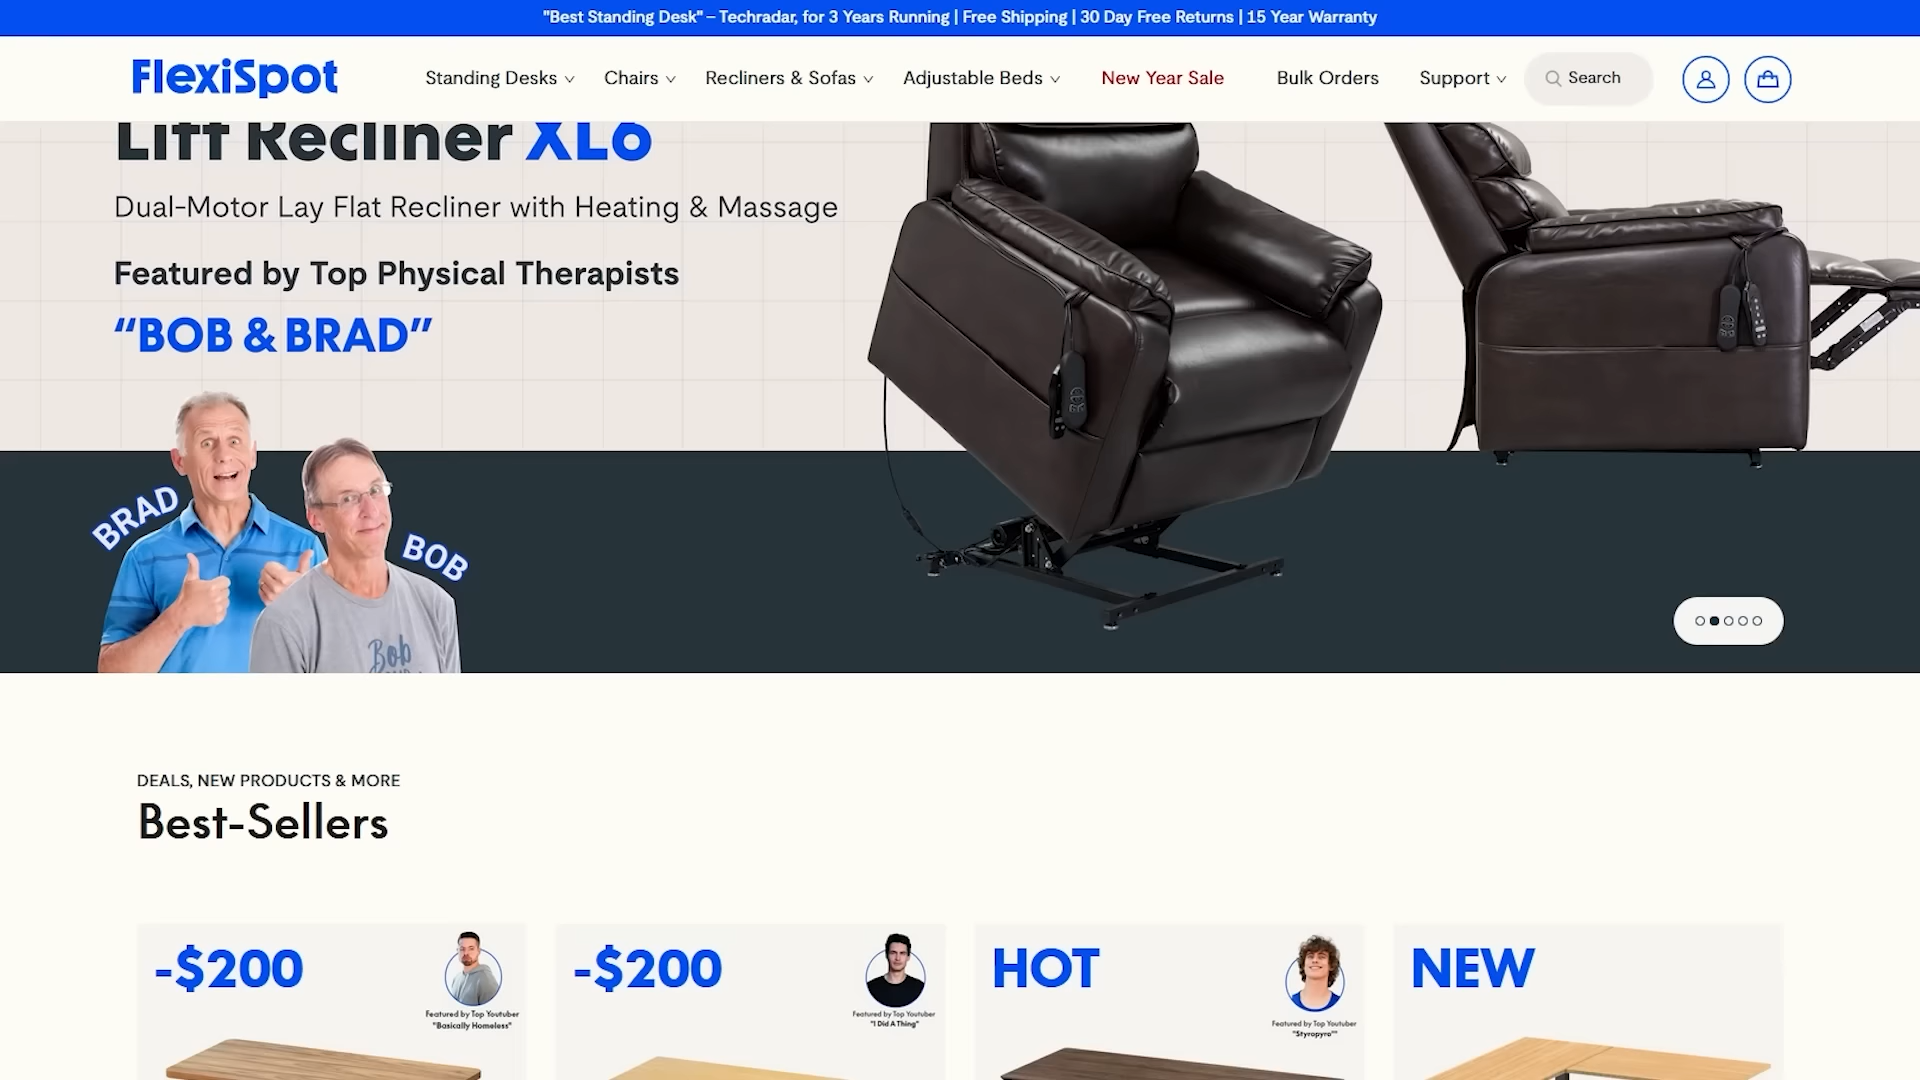 "Best Standing Desk" – Techradar, for 3 Years Running | Free Shipping | 30 Day Free Returns | 15 Year Warranty
FlexiSpot
Standing Desks
Chairs
Recliners & Sofas
Adjustable Beds
New Year Sale
Bulk Orders
Support
Search
Lift Recliner XL6
Dual-Motor Lay Flat Recliner with Heating & Massage
Featured by Top Physical Therapists
“BOB & BRAD”
BRAD
BOB
Bob
DEALS, NEW PRODUCTS & MORE
Best-Sellers
-$200
Featured by Top Youtuber
"Basically Homeless"
-$200
Featured by Top Youtuber
"I Did A Thing"
HOT
Featured by Top Youtuber
"Styropyro""
NEW